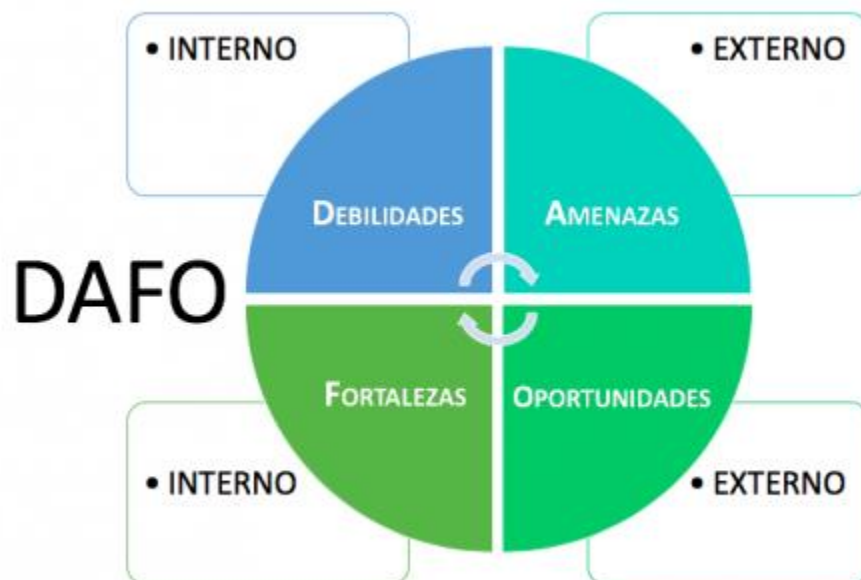 • INTERNO
• EXTERNO
DEBILIDADES
AMENAZAS
DAFO
FORTALEZAS
OPORTUNIDADES
• INTERNO
• EXTERNO